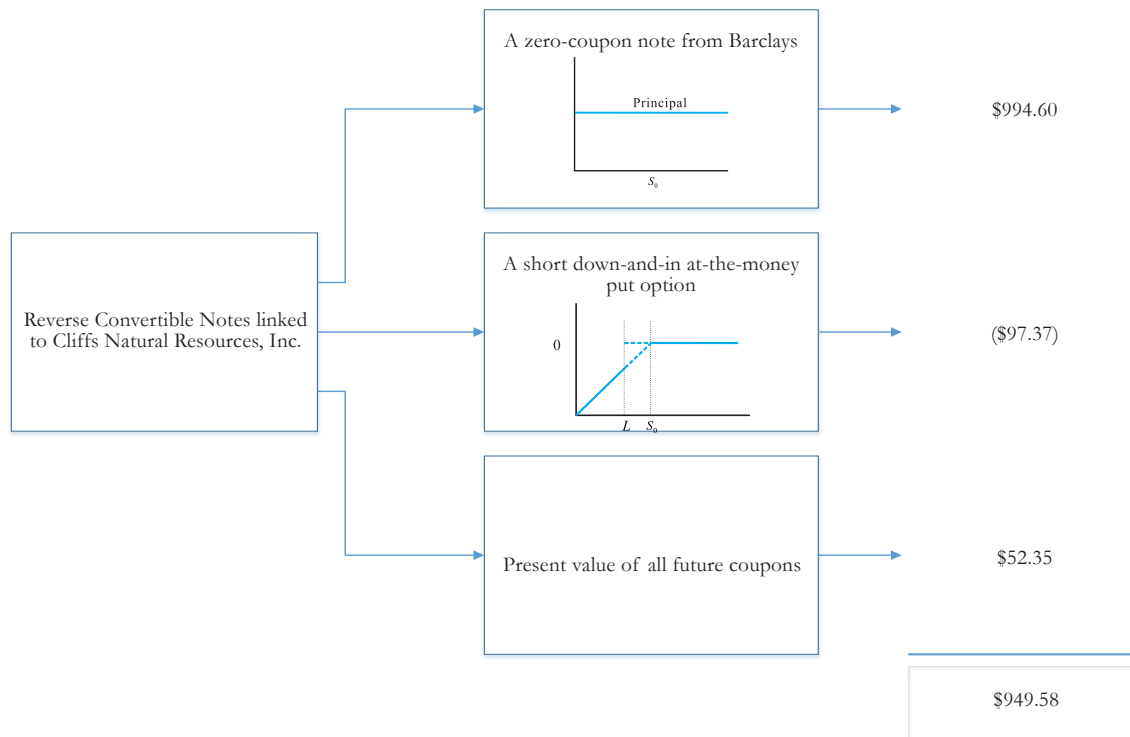 A zero-coupon note from Barclays
Principal
S₀
$994.60
Reverse Convertible Notes linked
to Cliffs Natural Resources, Inc.
A short down-and-in at-the-money
put option
0
L S₀
($97.37)
Present value of all future coupons
$52.35
$949.58